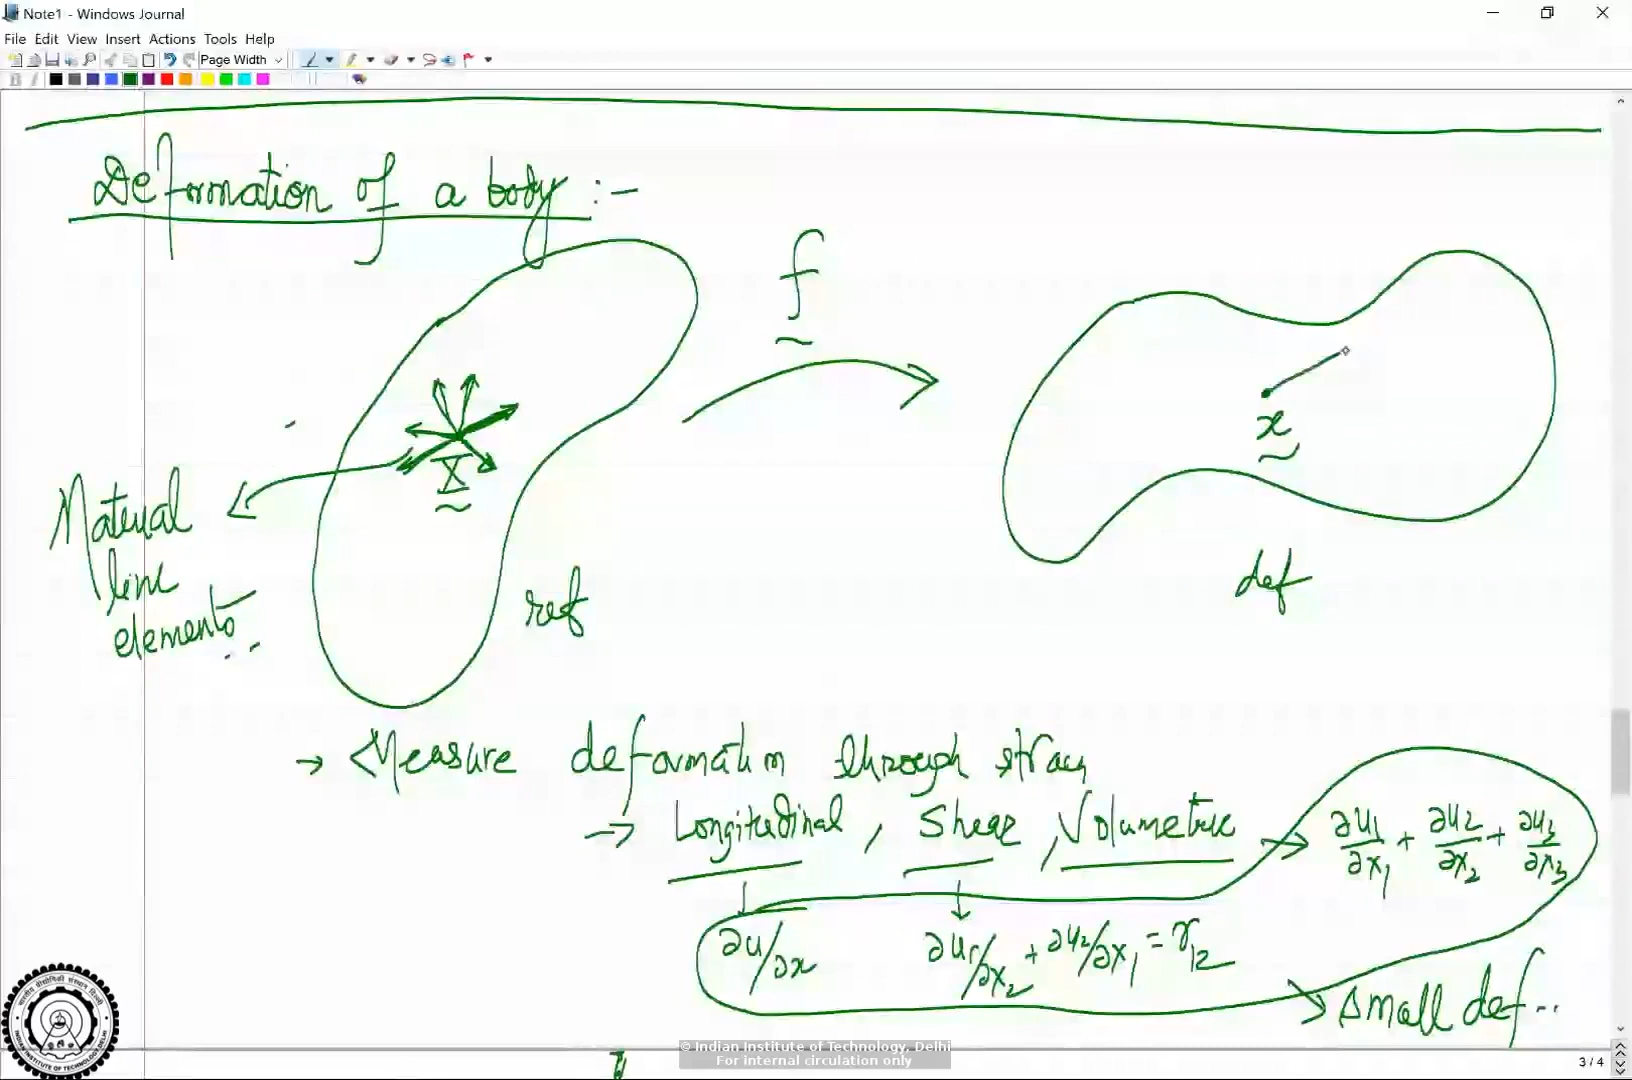 Note1 - Windows Journal
File Edit View Insert Actions Tools Help
Page Width
B I
Deformation of a body :-
f
X
x
Material
line
elements
ref
def
→ Measure deformation through strain
→ Longitudinal, Shear, Volumetric → ∂u1/∂X1 + ∂u2/∂X2 + ∂u3/∂X3
∂u/∂x ∂u1/∂X2 + ∂u2/∂X1 = γ12
small def...
© Indian Institute of Technology, Delhi
For internal circulation only
3 / 4